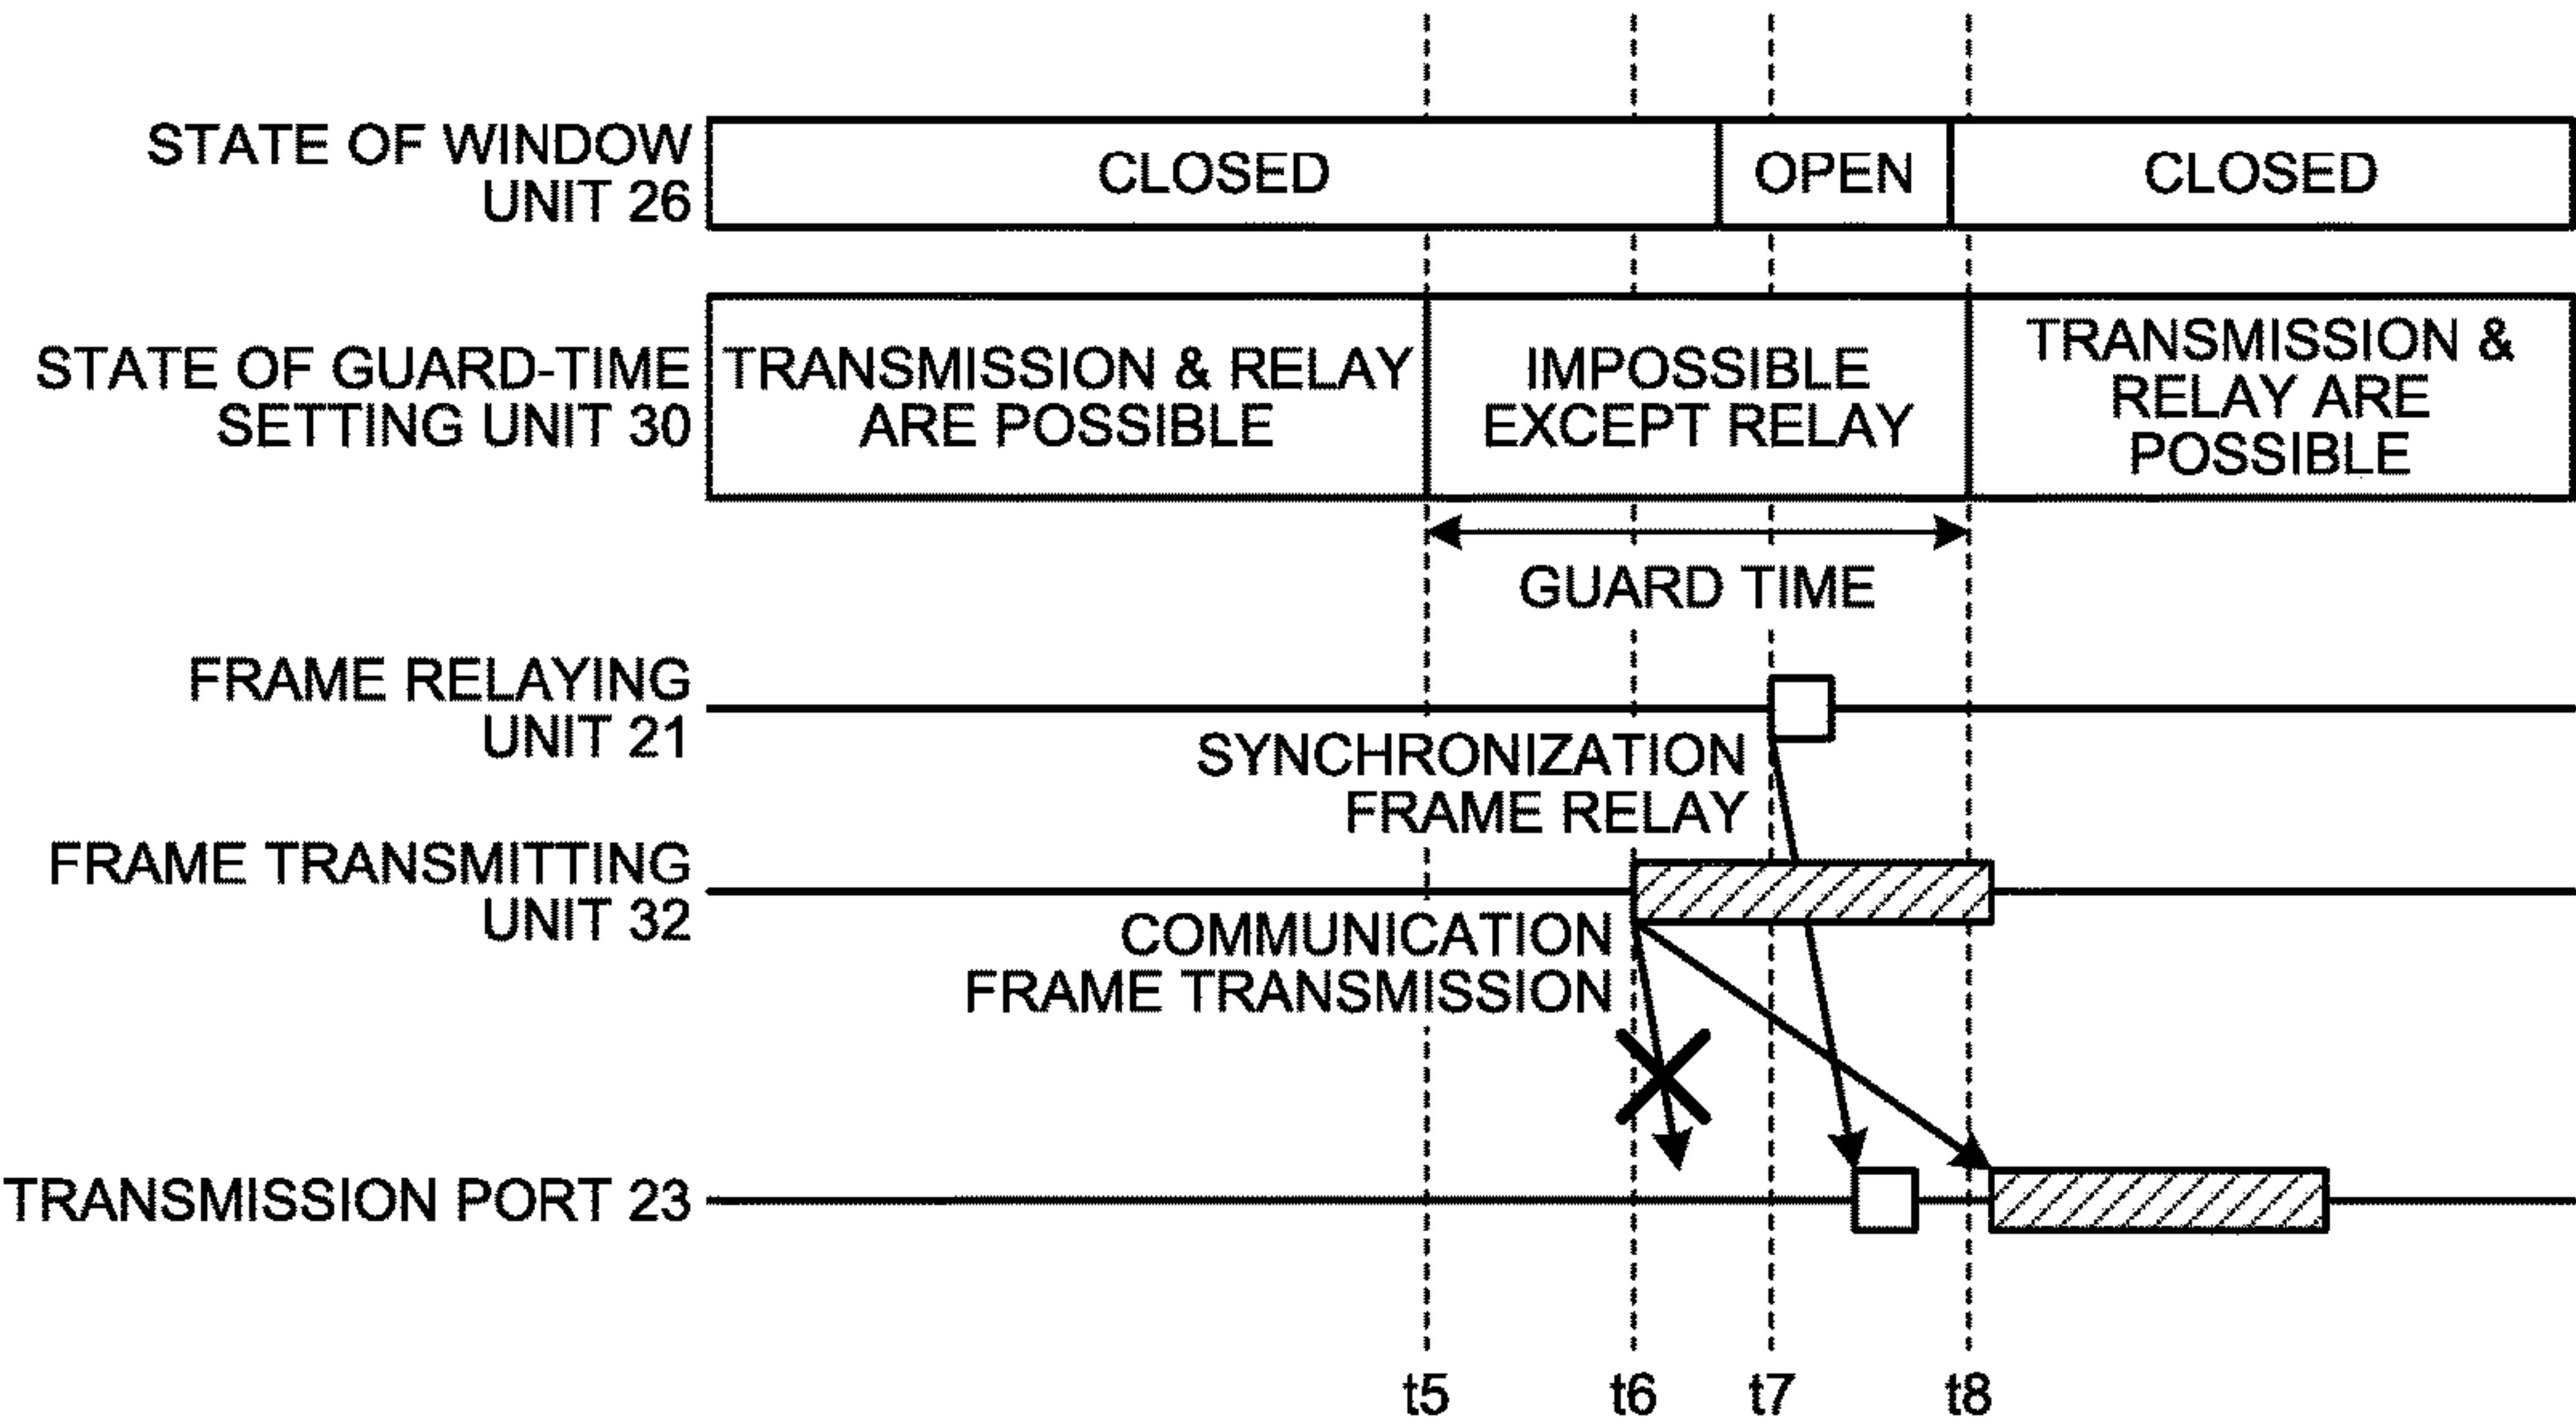 STATE OF WINDOW
UNIT 26
CLOSED
OPEN
CLOSED
STATE OF GUARD-TIME
SETTING UNIT 30
TRANSMISSION & RELAY
ARE POSSIBLE
IMPOSSIBLE
EXCEPT RELAY
TRANSMISSION &
RELAY ARE
POSSIBLE
GUARD TIME
FRAME RELAYING
UNIT 21
SYNCHRONIZATION
FRAME RELAY
FRAME TRANSMITTING
UNIT 32
COMMUNICATION
FRAME TRANSMISSION
TRANSMISSION PORT 23
t5
t6
t7
t8